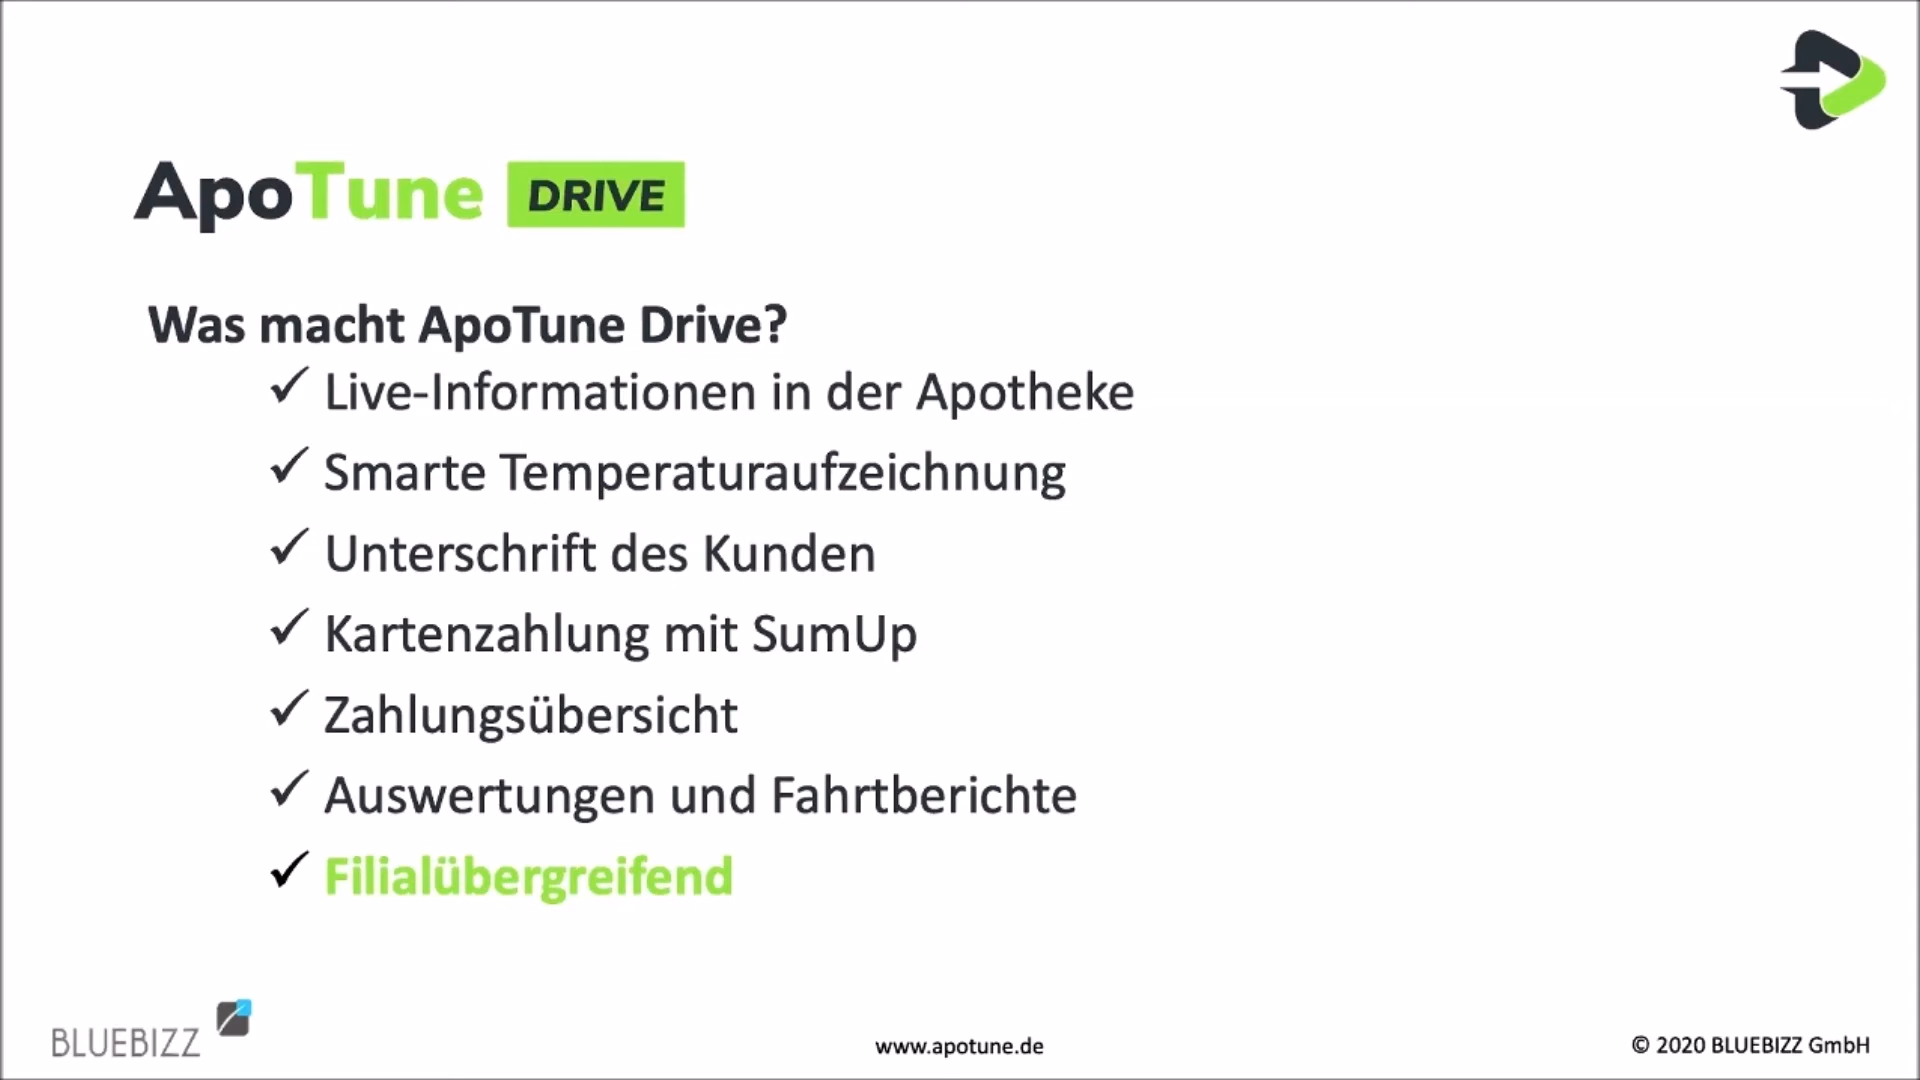 ApoTune DRIVE
Was macht ApoTune Drive?
✓ Live-Informationen in der Apotheke
✓ Smarte Temperaturaufzeichnung
✓ Unterschrift des Kunden
✓ Kartenzahlung mit SumUp
✓ Zahlungsübersicht
✓ Auswertungen und Fahrtberichte
✓ Filialübergreifend
BLUEBIZZ
www.apotune.de
© 2020 BLUEBIZZ GmbH